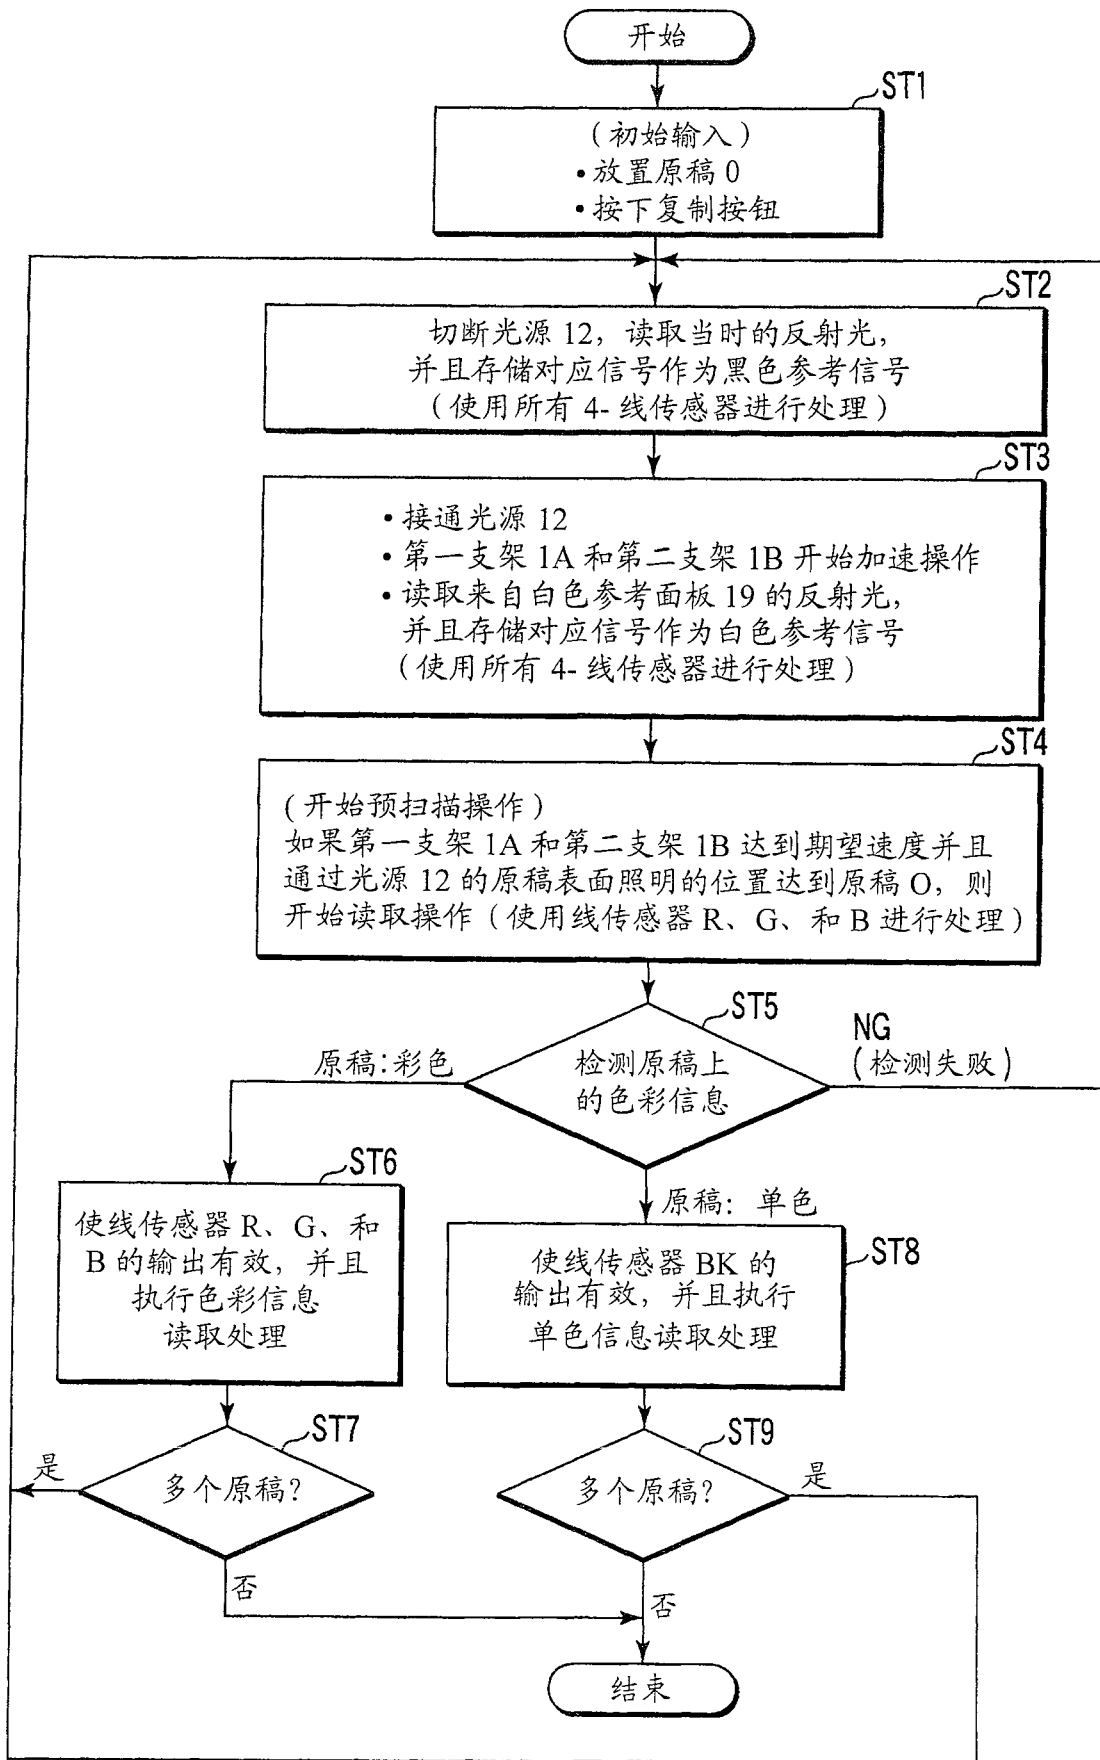 开始
ST1
(初始输入)
•放置原稿 0
•按下复制按钮
ST2
切断光源 12，读取当时的反射光，
并且存储对应信号作为黑色参考信号
(使用所有 4- 线传感器进行处理)
ST3
•接通光源 12
•第一支架 1A 和第二支架 1B 开始加速操作
•读取来自白色参考面板 19 的反射光，
并且存储对应信号作为白色参考信号
(使用所有 4- 线传感器进行处理)
ST4
(开始预扫描操作)
如果第一支架 1A 和第二支架 1B 达到期望速度并且
通过光源 12 的原稿表面照明的位置达到原稿 O，则
开始读取操作(使用线传感器 R、G、和 B 进行处理)
ST5
检测原稿上
的色彩信息
原稿:彩色
NG
(检测失败)
ST6
使线传感器 R、G、和
B 的输出有效，并且
执行色彩信息
读取处理
原稿: 单色
ST8
使线传感器 BK 的
输出有效，并且执行
单色信息读取处理
ST7
多个原稿?
是
否
ST9
多个原稿?
是
否
结束